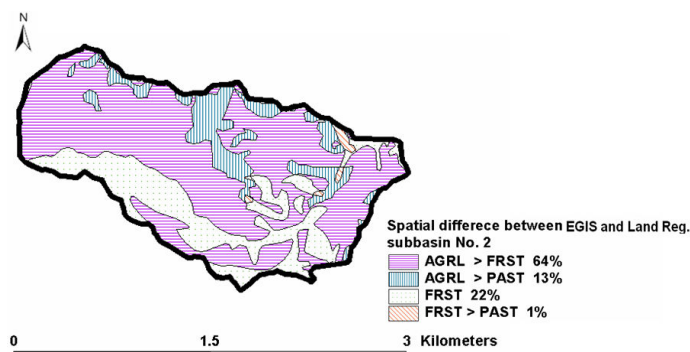 N
Spatial differece between EGIS and Land Reg.
subbasin No. 2
AGRL > FRST 64%
AGRL > PAST 13%
FRST 22%
FRST > PAST 1%
0 1.5 3 Kilometers